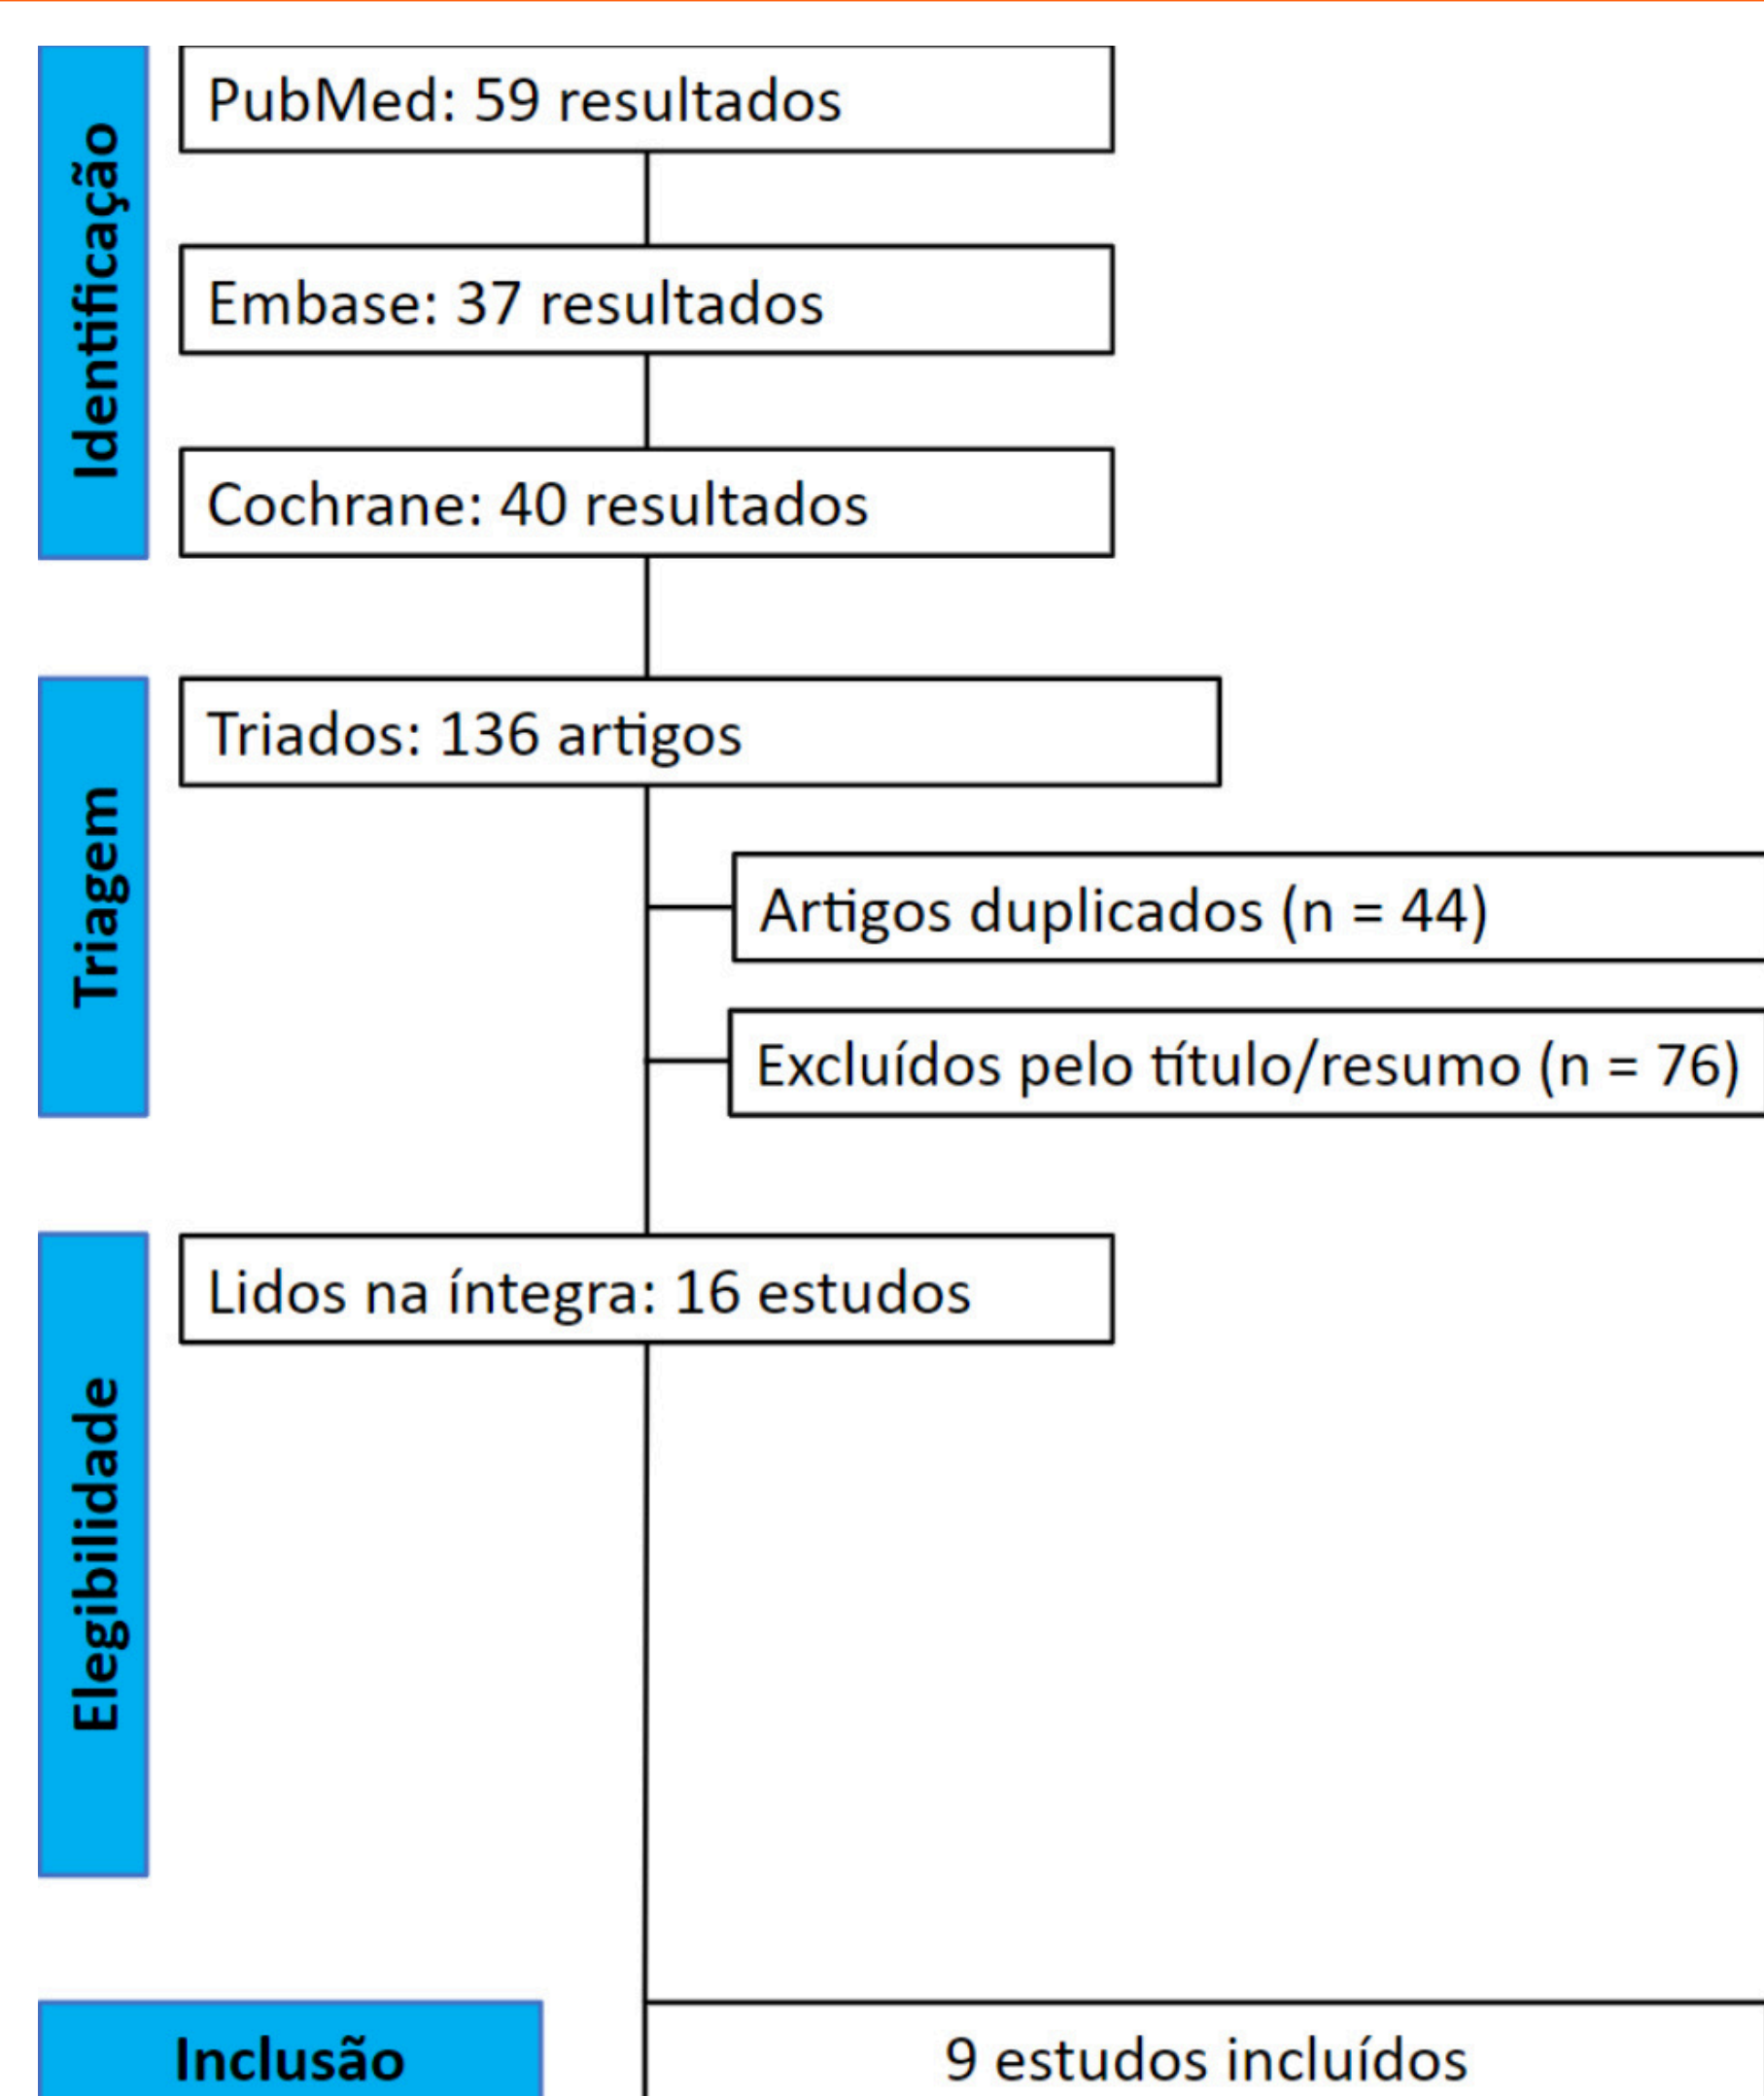 Identificação
PubMed: 59 resultados
Embase: 37 resultados
Cochrane: 40 resultados
Triagem
Triados: 136 artigos
Artigos duplicados (n = 44)
Excluídos pelo título/resumo (n = 76)
Elegibilidade
Lidos na íntegra: 16 estudos
Inclusão
9 estudos incluídos